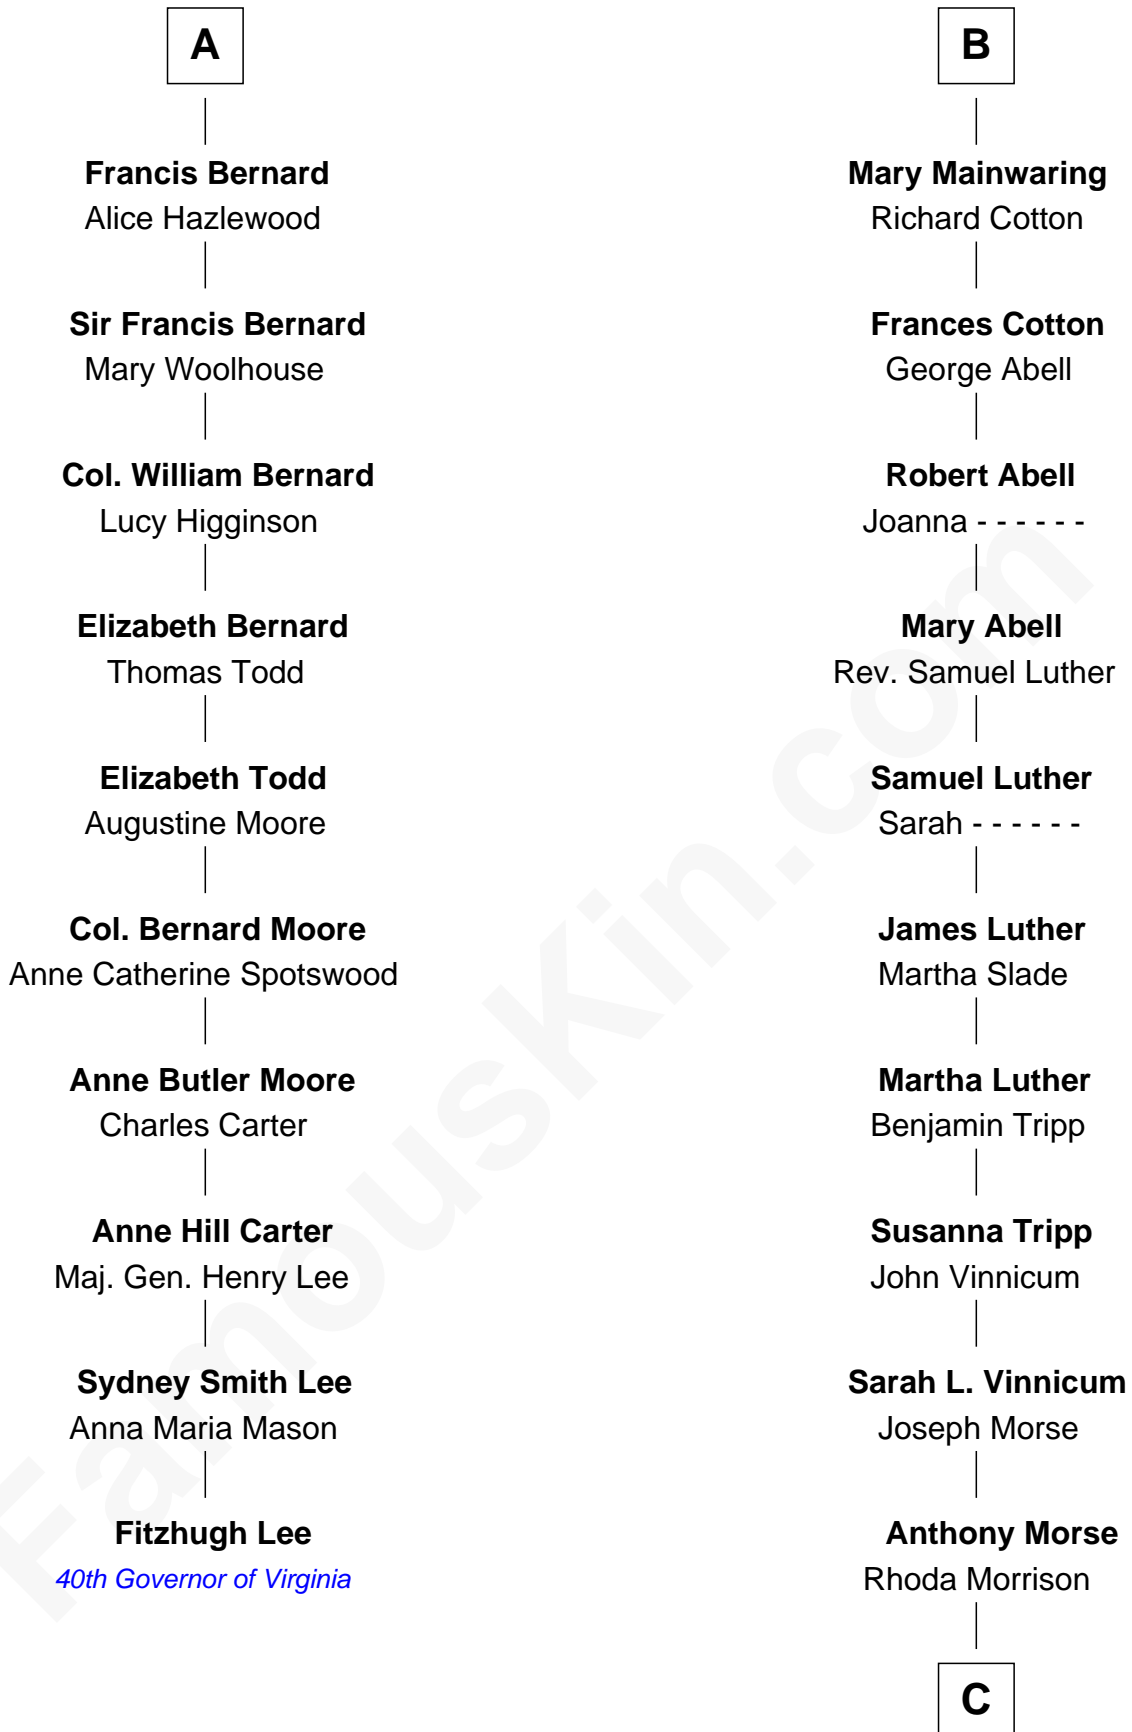 A
Francis Bernard
Alice Hazlewood
Sir Francis Bernard
Mary Woolhouse
Col. William Bernard
Lucy Higginson
Elizabeth Bernard
Thomas Todd
Elizabeth Todd
Augustine Moore
Col. Bernard Moore
Anne Catherine Spotswood
Anne Butler Moore
Charles Carter
Anne Hill Carter
Maj. Gen. Henry Lee
Sydney Smith Lee
Anna Maria Mason
Fitzhugh Lee
40th Governor of Virginia
B
Mary Mainwaring
Richard Cotton
Frances Cotton
George Abell
Robert Abell
Joanna - - - - - -
Mary Abell
Rev. Samuel Luther
Samuel Luther
Sarah - - - - - -
James Luther
Martha Slade
Martha Luther
Benjamin Tripp
Susanna Tripp
John Vinnicum
Sarah L. Vinnicum
Joseph Morse
Anthony Morse
Rhoda Morrison
C
FamousKin.com